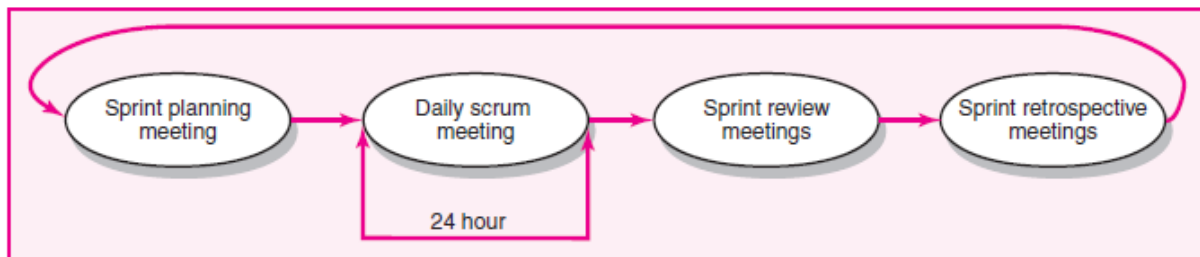 Sprint planning
meeting
Daily scrum
meeting
Sprint review
meetings
Sprint retrospective
meetings
24 hour